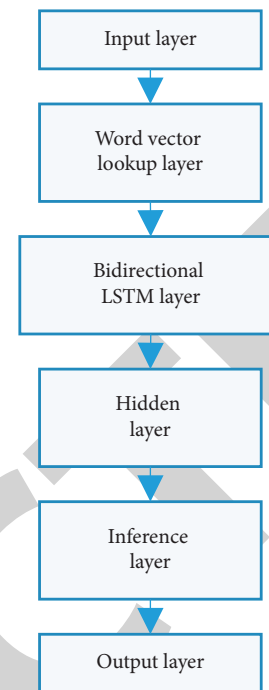 Input layer
Word vector
lookup layer
Bidirectional
LSTM layer
Hidden
layer
Inference
layer
Output layer